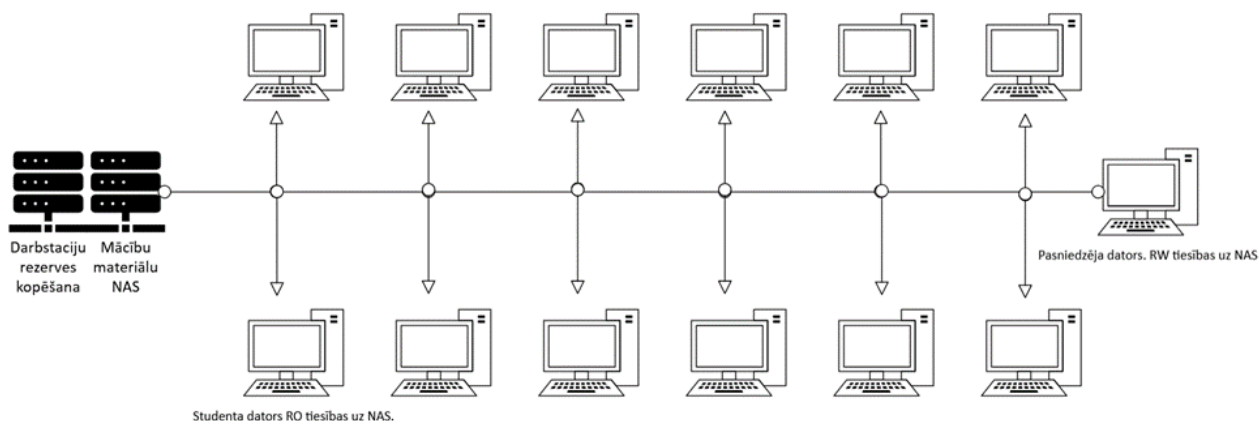 Darbstaciju
rezerves
kopēšana
Mācību
materiālu
NAS
Pasniedzēja dators. RW tiesības uz NAS
Studenta dators RO tiesības uz NAS.